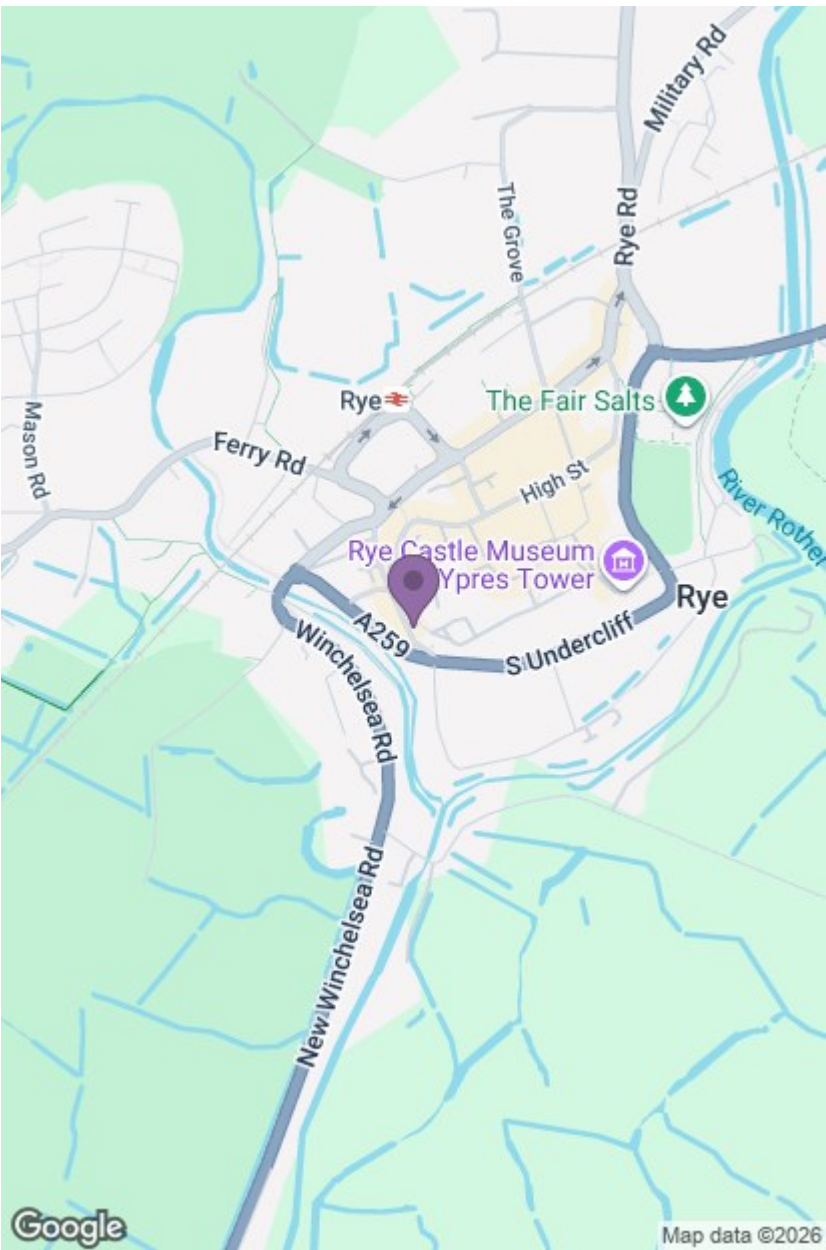 Military Rd
The Grove
Rye Rd
Rye
The Fair Salts
Mason Rd
Ferry Rd
High St
River Rother
Rye Castle Museum
Ypres Tower
Rye
A259
S Undercliff
Winchelsea Rd
New Winchelsea Rd
Google
Map data ©2026